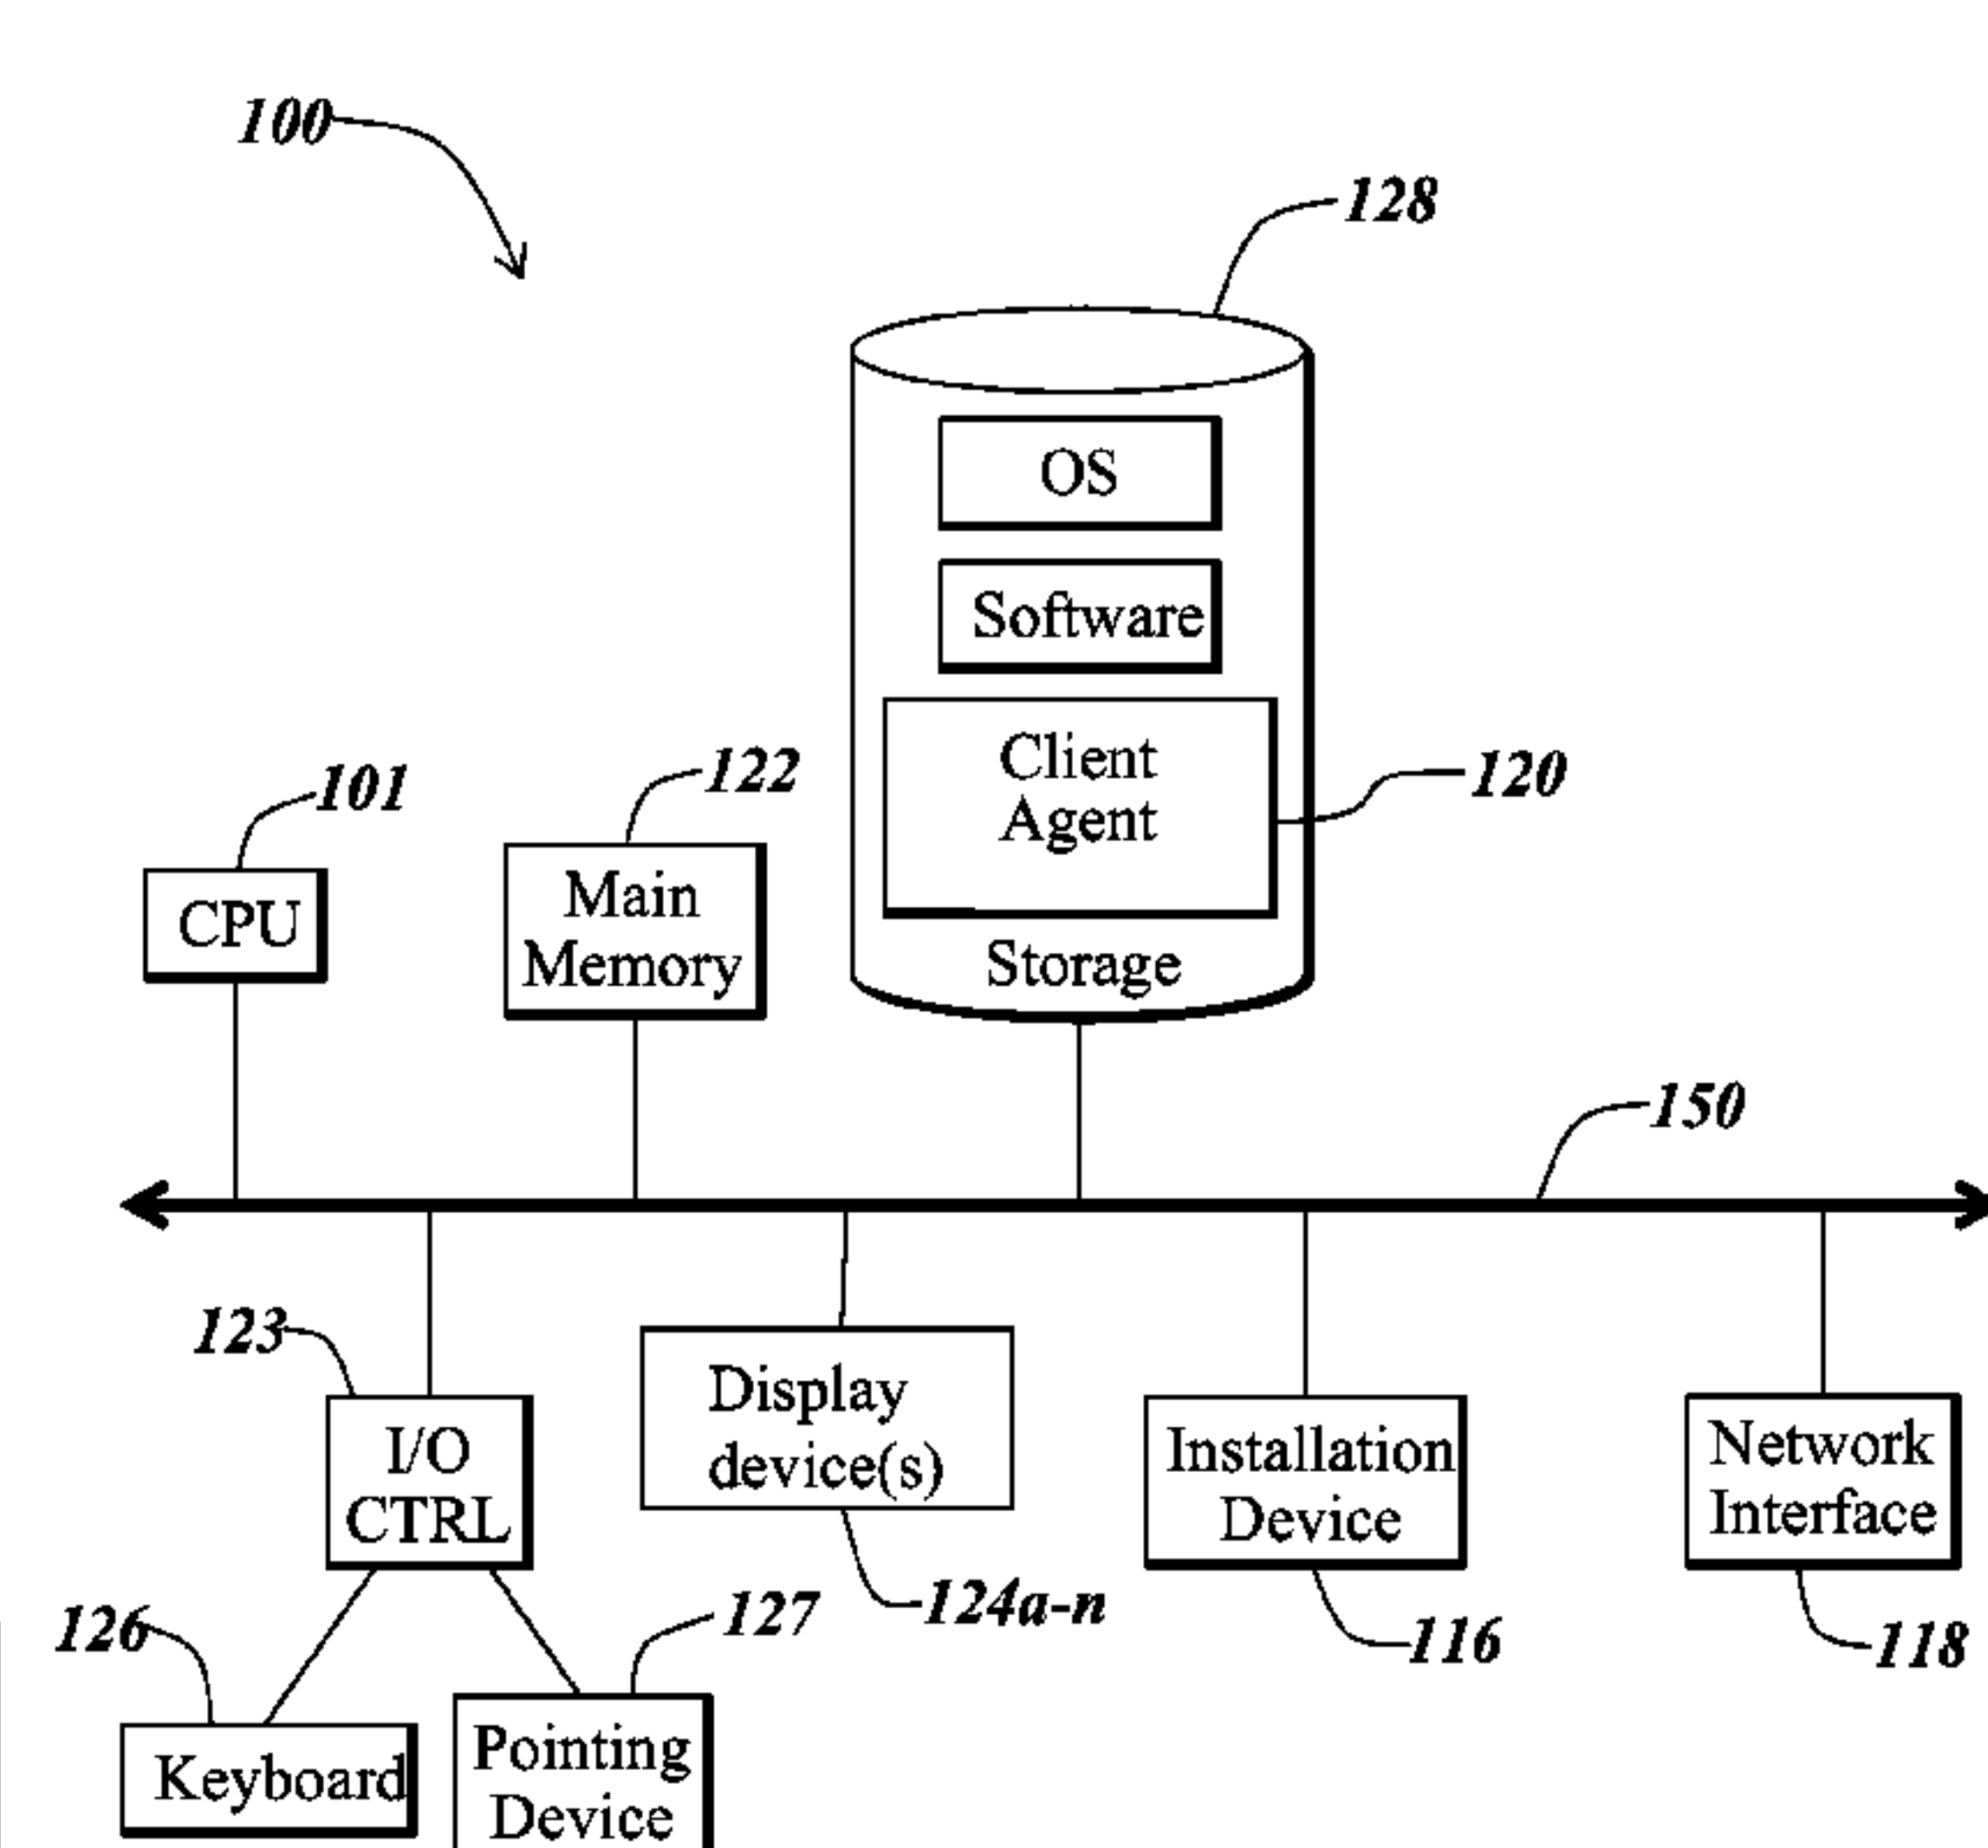 100
128
OS
Software
Client
Agent
120
Storage
101
CPU
122
Main
Memory
150
123
I/O
CTRL
Display
device(s)
124a-n
Installation
Device
116
Network
Interface
118
126
Keyboard
127
Pointing
Device